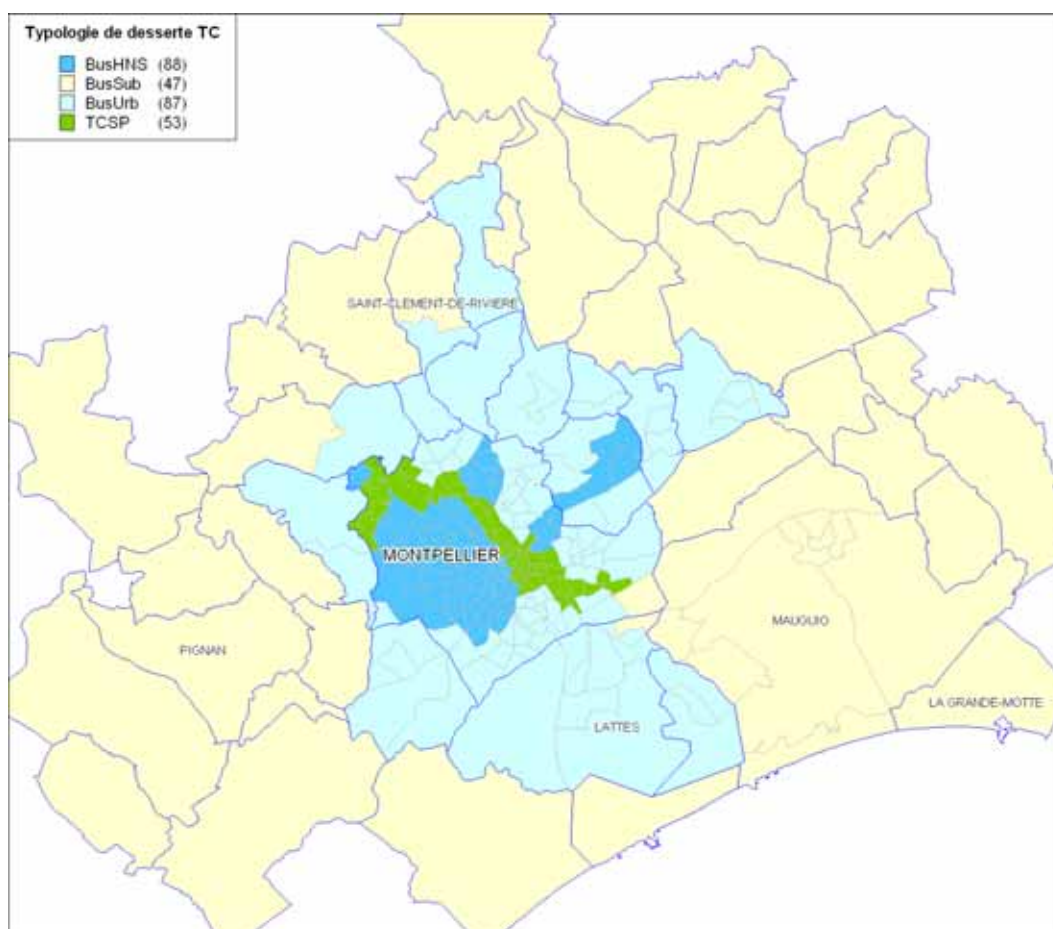 Typologie de desserte TC
BusHNS (88)
BusSub (47)
BusUrb (87)
TCSP (53)
SAINT-CLEMENT-DE-RIVIERE
MONTPELLIER
MAUGUIO
PIGNAN
LA GRANDE-MOTTE
LATTES